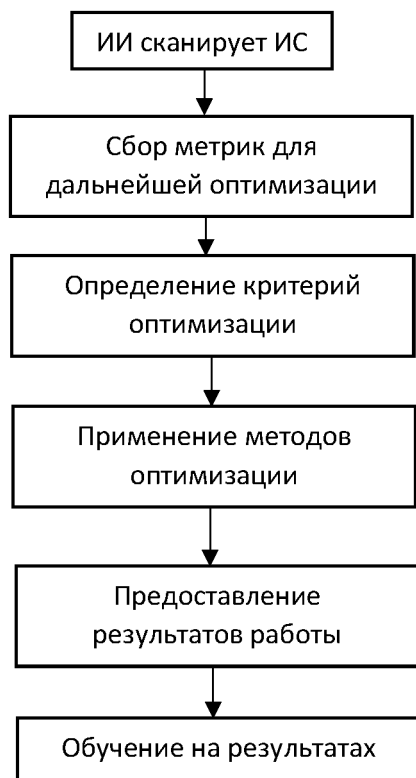 ИИ сканирует ИС
Сбор метрик для
дальнейшей оптимизации
Определение критерий
оптимизации
Применение методов
оптимизации
Предоставление
результатов работы
Обучение на результатах